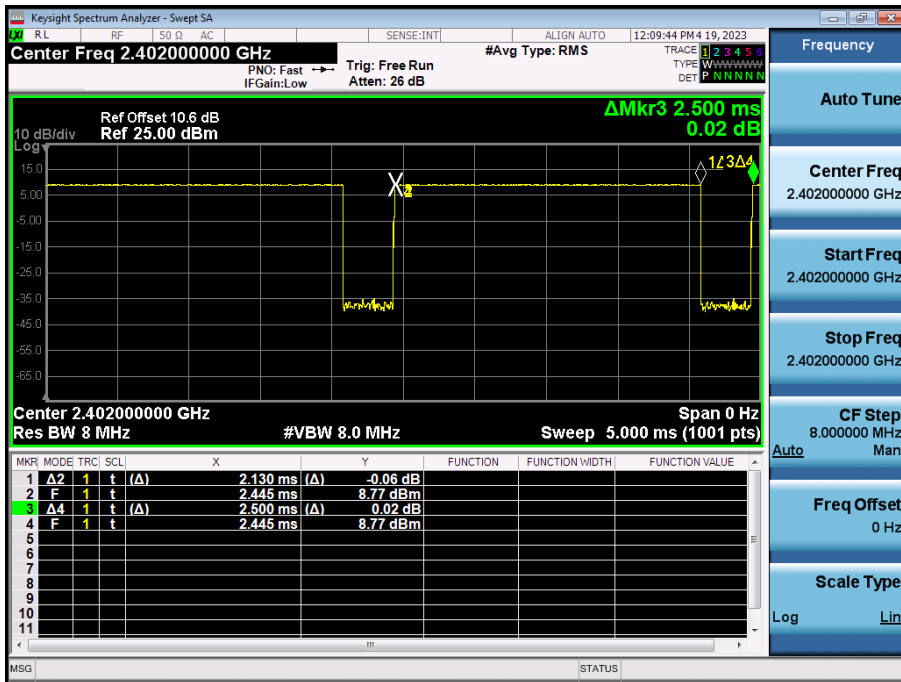 Keysight Spectrum Analyzer - Swept SA
LXI RL RF 50 Ω AC SENSE:INT ALIGN AUTO 12:09:44 PM 4 19, 2023
Center Freq 2.402000000 GHz
PNO: Fast
IFGain:Low
Trig: Free Run
Atten: 26 dB
#Avg Type: RMS
TRACE 1 2 3 4 5 6
TYPE WWWWWW
DET P N N N N N
ΔMkr3 2.500 ms
0.02 dB
10 dB/div
Log
Ref Offset 10.6 dB
Ref 25.00 dBm
15.0
5.00
-5.00
-15.0
-25.0
-35.0
-45.0
-55.0
-65.0
X
2
1 3Δ4
Center 2.402000000 GHz Span 0 Hz
Res BW 8 MHz #VBW 8.0 MHz Sweep 5.000 ms (1001 pts)
MKR MODE TRC SCL X Y FUNCTION FUNCTION WIDTH FUNCTION VALUE
1 Δ2 1 t (Δ) 2.130 ms (Δ) -0.06 dB
2 F 1 t 2.445 ms 8.77 dBm
3 Δ4 1 t (Δ) 2.500 ms (Δ) 0.02 dB
4 F 1 t 2.445 ms 8.77 dBm
5
6
7
8
9
10
11
MSG STATUS
Frequency
Auto Tune
Center Freq
2.402000000 GHz
Start Freq
2.402000000 GHz
Stop Freq
2.402000000 GHz
CF Step
8.000000 MHz
Auto Man
Freq Offset
0 Hz
Scale Type
Log Lin